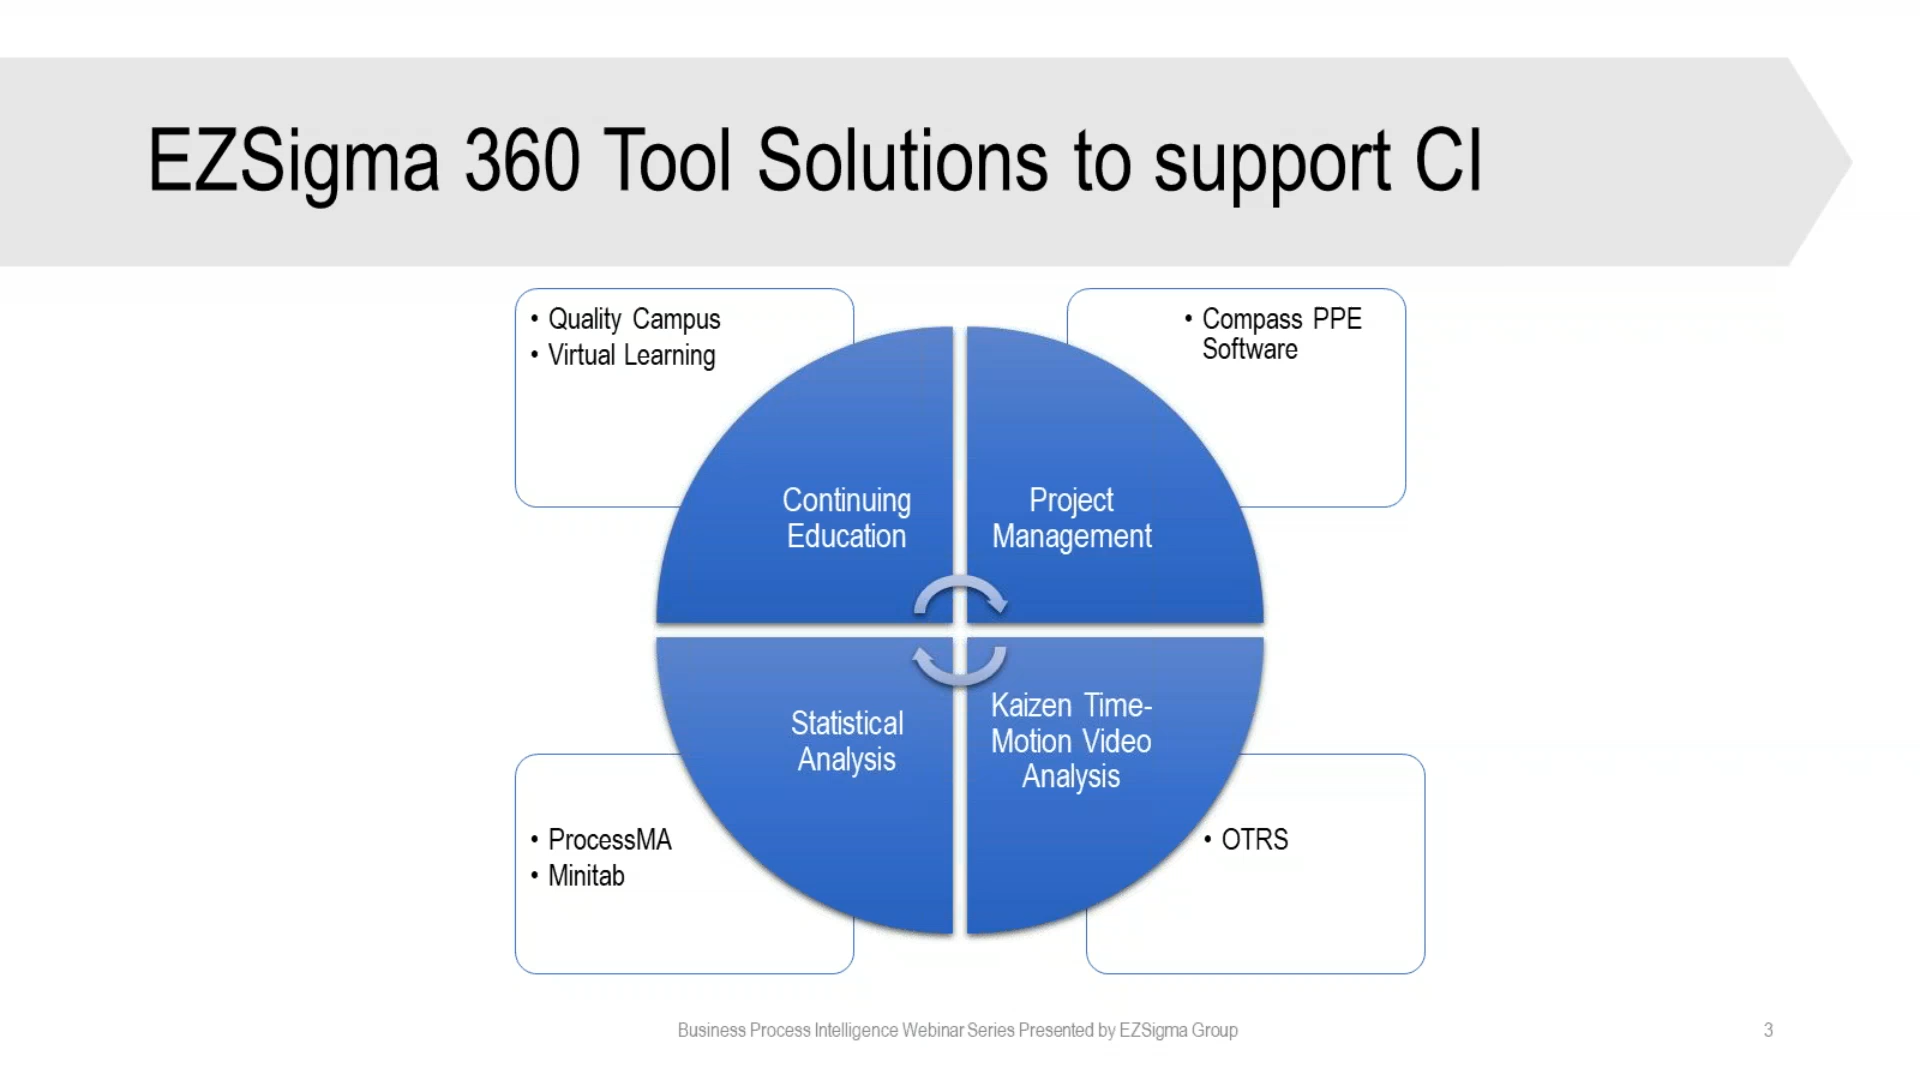 EZSigma 360 Tool Solutions to support CI
• Quality Campus
• Virtual Learning
• Compass PPE
Software
Continuing
Education
Project
Management
Statistical
Analysis
Kaizen Time-
Motion Video
Analysis
• ProcessMA
• Minitab
• OTRS
Business Process Intelligence Webinar Series Presented by EZSigma Group
3